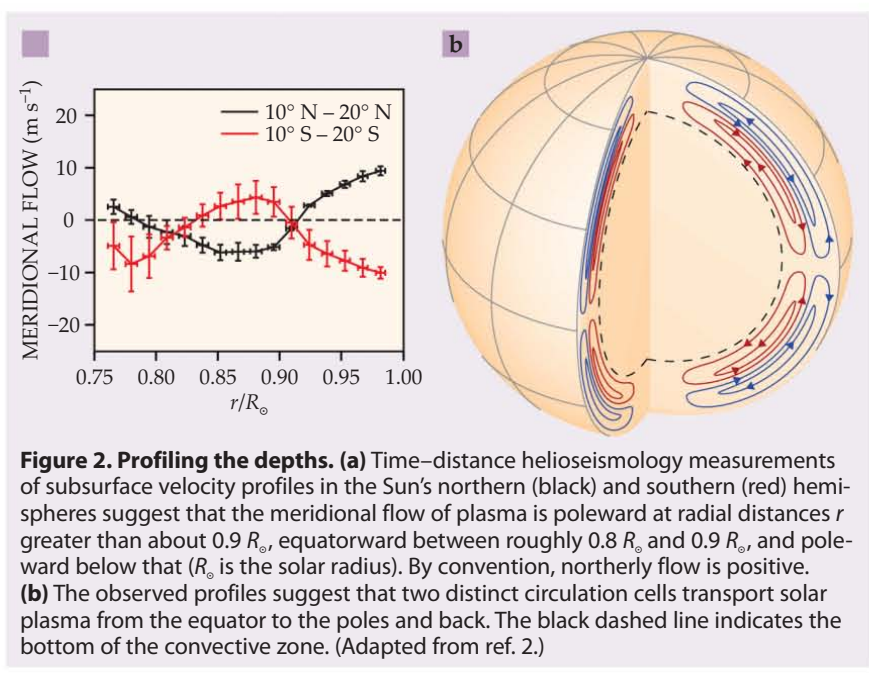 b
MERIDIONAL FLOW (m s⁻¹)
20
10
0
−10
−20
10° N – 20° N
10° S – 20° S
0.75 0.80 0.85 0.90 0.95 1.00
r/R☉
Figure 2. Profiling the depths. (a) Time–distance helioseismology measurements
of subsurface velocity profiles in the Sun’s northern (black) and southern (red) hemi-
spheres suggest that the meridional flow of plasma is poleward at radial distances r
greater than about 0.9 R☉, equatorward between roughly 0.8 R☉ and 0.9 R☉, and pole-
ward below that (R☉ is the solar radius). By convention, northerly flow is positive.
(b) The observed profiles suggest that two distinct circulation cells transport solar
plasma from the equator to the poles and back. The black dashed line indicates the
bottom of the convective zone. (Adapted from ref. 2.)